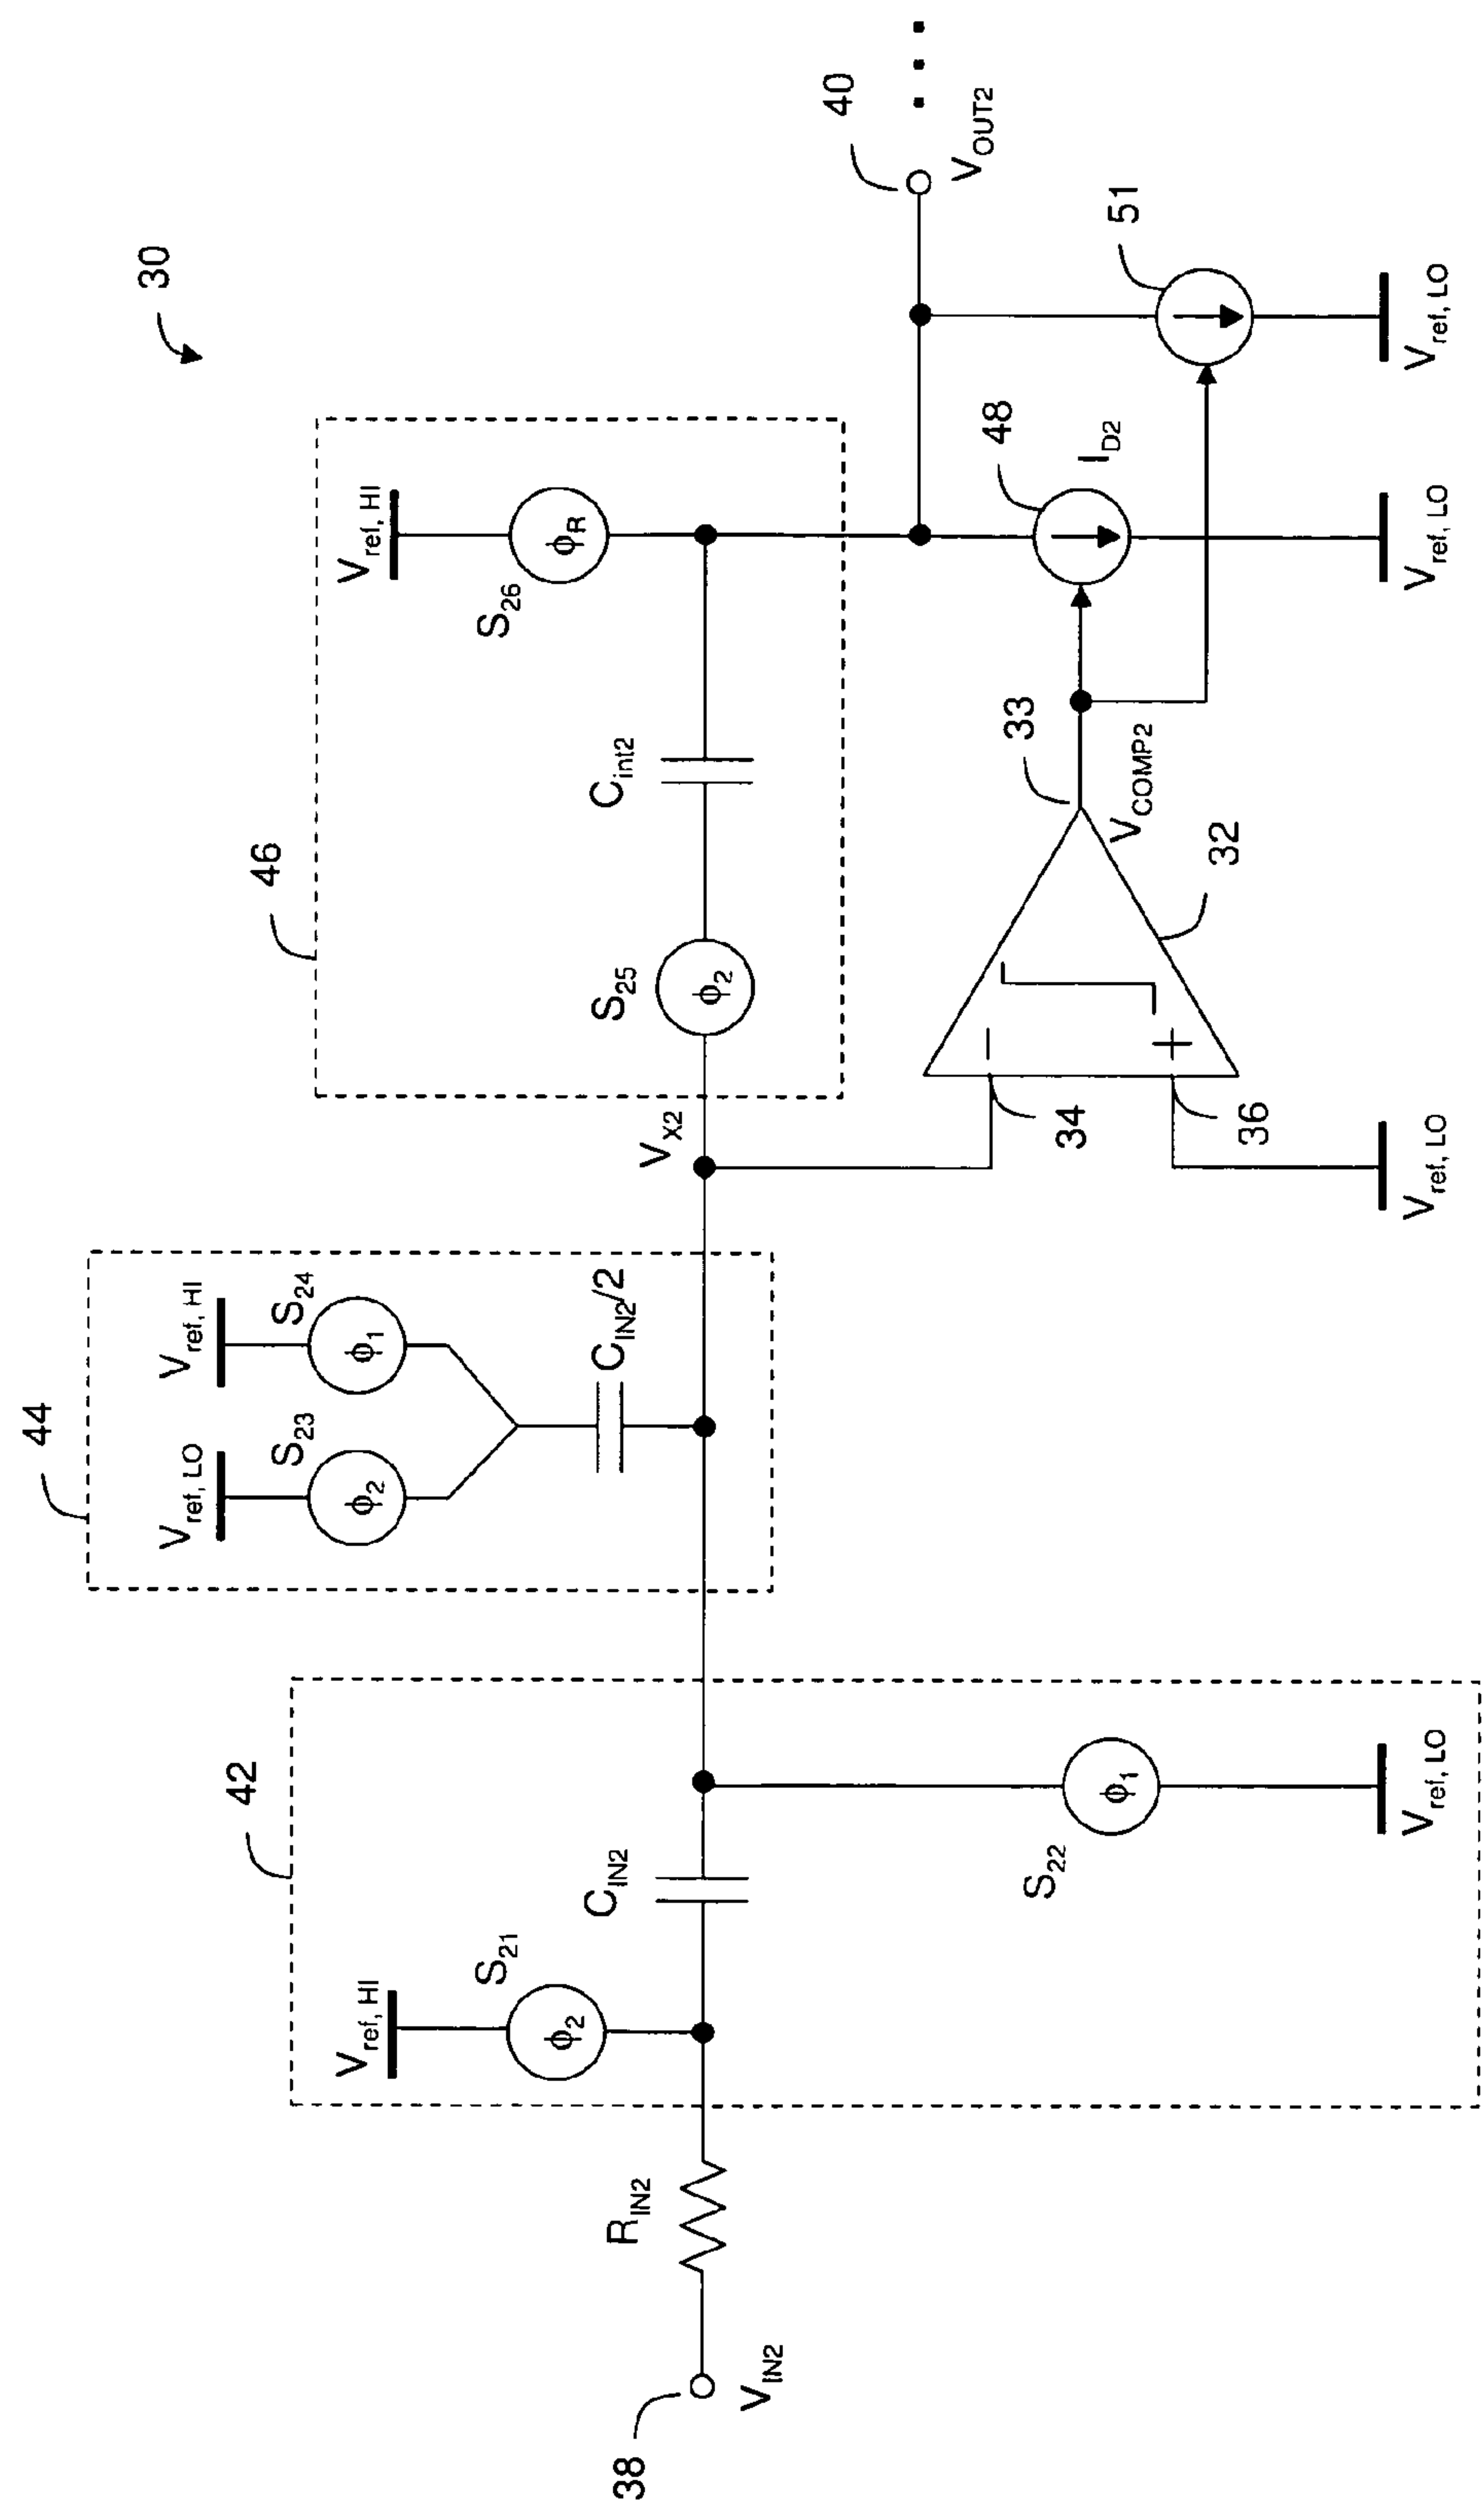 30
44
V_ref, LO
V_ref, HI
S_23
S_24
ϕ_2
ϕ_1
C_IN2/2
46
V_ref, HI
S_26
ϕ_R
42
V_ref, HI
S_21
ϕ_2
38
V_IN2
R_IN2
C_IN2
V_x2
S_25
ϕ_2
C_int2
40
V_OUT2
S_22
ϕ_1
V_ref, LO
34
−
36
+
V_ref, LO
32
33
V_COMP2
48
I_D2
V_ref, LO
51
V_ref, LO